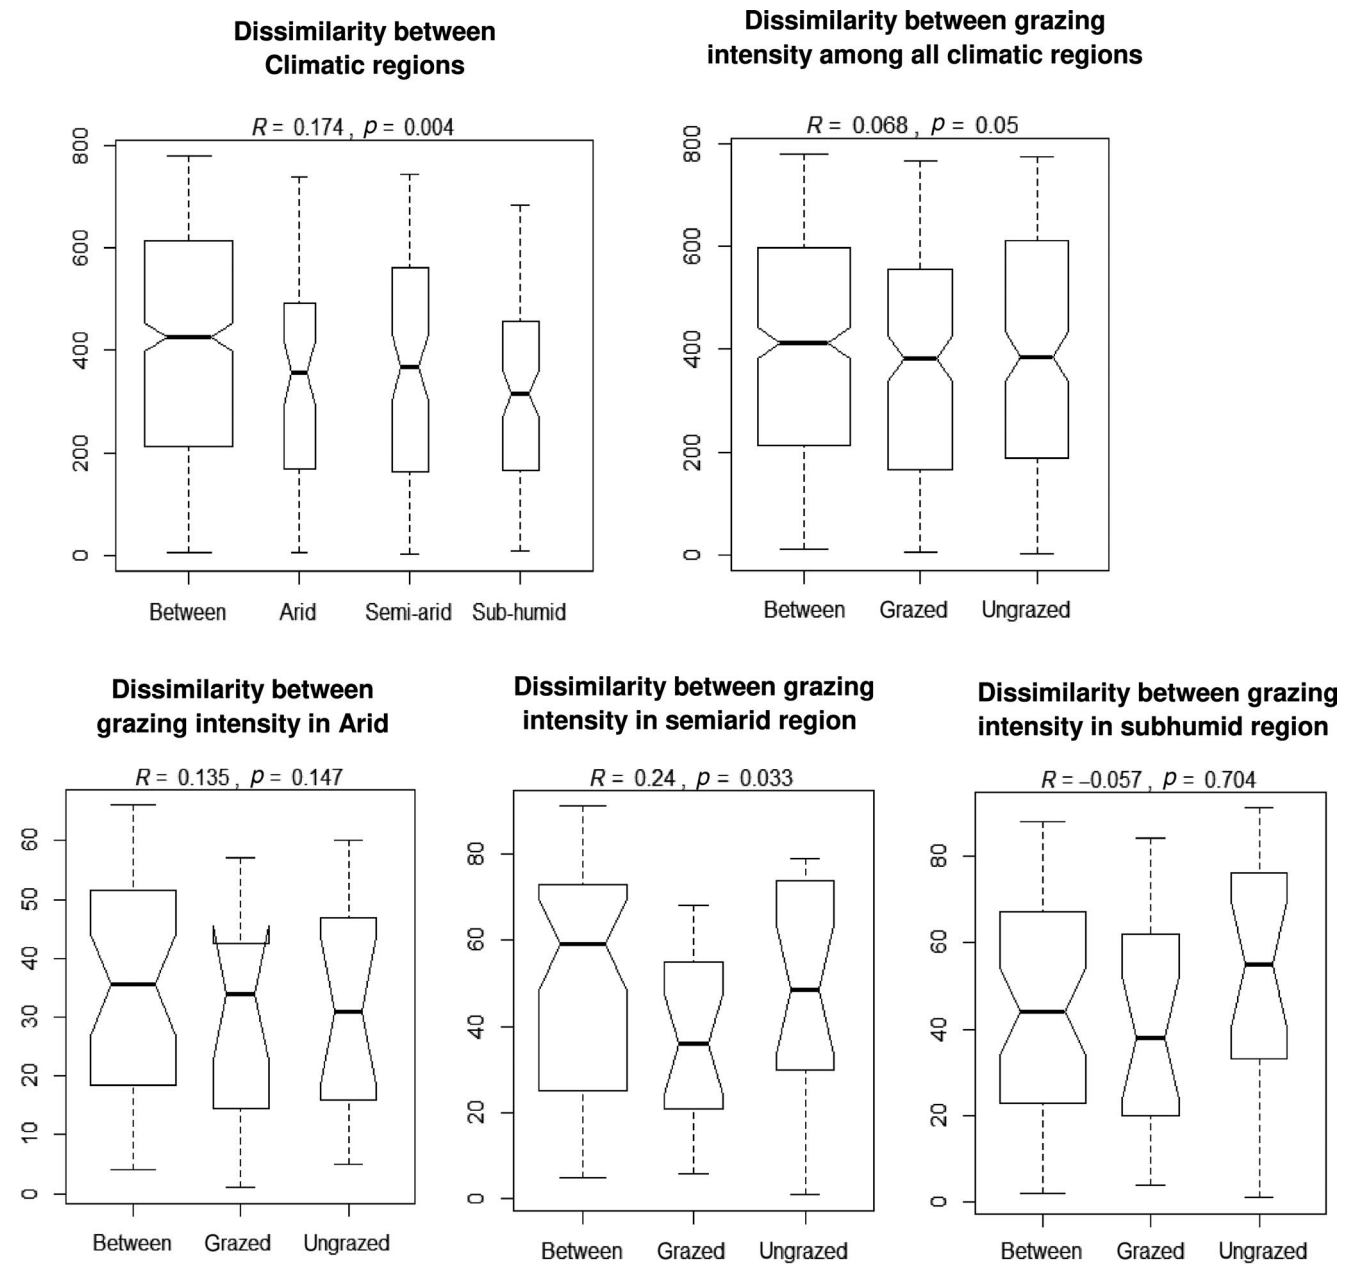 Dissimilarity between
Climatic regions
R = 0.174 , p = 0.004
800
600
400
200
0
Between Arid Semi-arid Sub-humid
Dissimilarity between grazing
intensity among all climatic regions
R = 0.068 , p = 0.05
800
600
400
200
0
Between Grazed Ungrazed
Dissimilarity between
grazing intensity in Arid
R = 0.135 , p = 0.147
60
50
40
30
20
10
0
Between Grazed Ungrazed
Dissimilarity between grazing
intensity in semiarid region
R = 0.24 , p = 0.033
80
60
40
20
0
Between Grazed Ungrazed
Dissimilarity between grazing
intensity in subhumid region
R = –0.057 , p = 0.704
80
60
40
20
0
Between Grazed Ungrazed